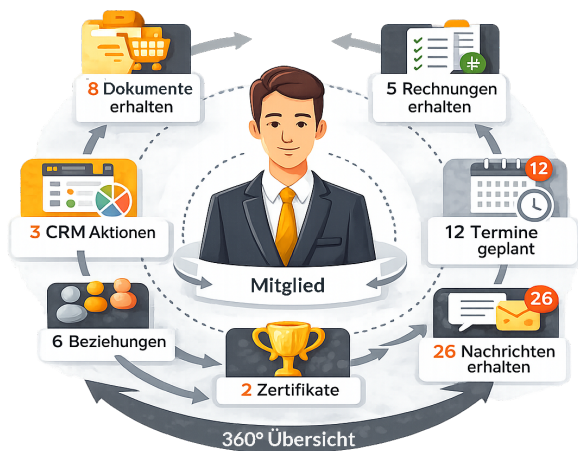 8 Dokumente
erhalten
5 Rechnungen
erhalten
3 CRM Aktionen
Mitglied
12
12 Termine
geplant
6 Beziehungen
2 Zertifikate
26
26 Nachrichten
erhalten
360° Übersicht